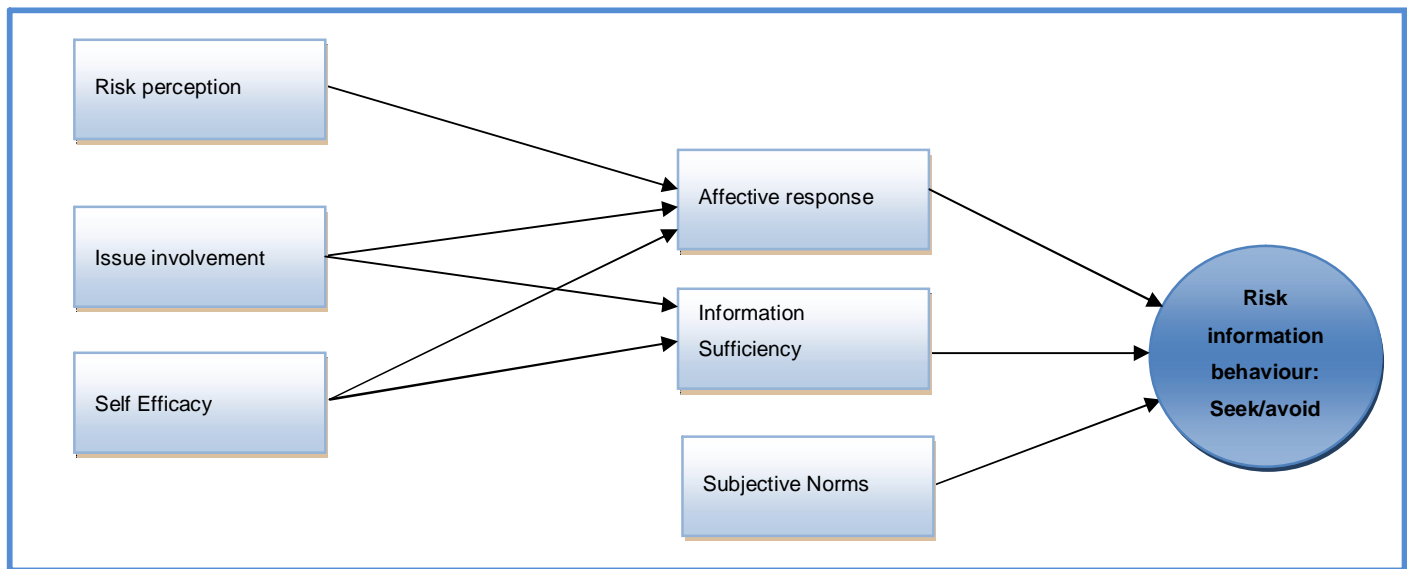 Risk perception
Issue involvement
Self Efficacy
Affective response
Information
Sufficiency
Subjective Norms
Risk
information
behaviour:
Seek/avoid